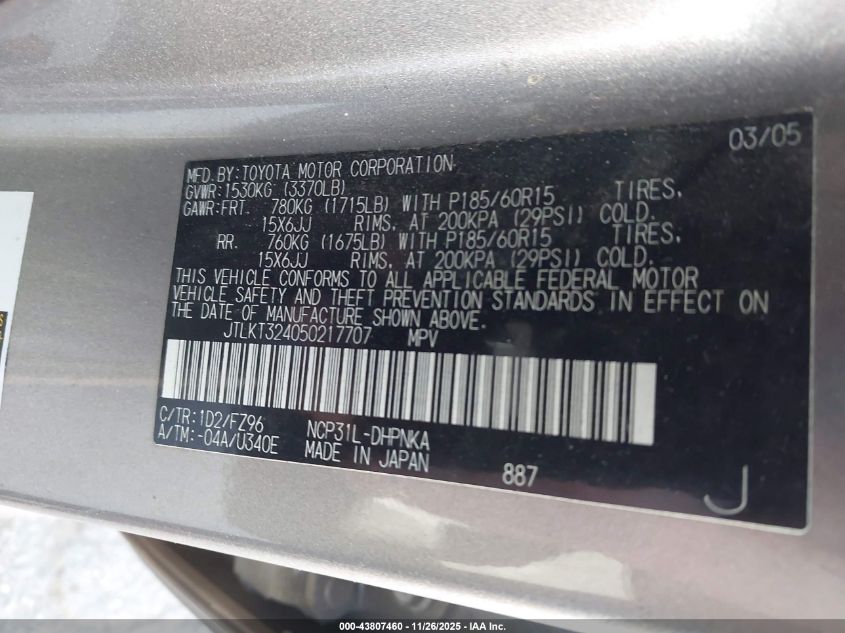 03/05
MFD.BY:TOYOTA MOTOR CORPORATION
GVWR:1530KG (3370LB)
GAWR:FRT. 780KG (1715LB) WITH P185/60R15 TIRES,
15X6JJ RIMS, AT 200KPA (29PSI) COLD.
RR. 760KG (1675LB) WITH P185/60R15 TIRES,
15X6JJ RIMS, AT 200KPA (29PSI) COLD.
THIS VEHICLE CONFORMS TO ALL APPLICABLE FEDERAL MOTOR
VEHICLE SAFETY AND THEFT PREVENTION STANDARDS IN EFFECT ON
THE DATE OF MANUFACTURE SHOWN ABOVE.
JTLKT324050217707 MPV
C/TR:1D2/FZ96 NCP31L-DHPNKA
A/TM:-04A/U340E MADE IN JAPAN
887
J
000-43807460 - 11/26/2025 - IAA Inc.